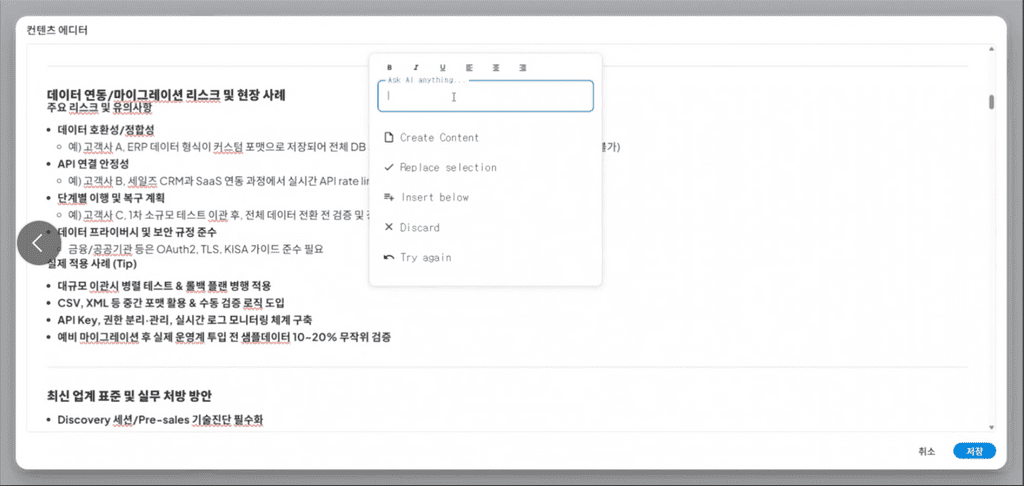 컨텐츠 에디터
B I U
Ask AI anything...
Create Content
Replace selection
Insert below
Discard
Try again
데이터 연동/마이그레이션 리스크 및 현장 사례
주요 리스크 및 유의사항
데이터 호환성/정합성
예) 고객사 A, ERP 데이터 형식이 커스텀 포맷으로 저장되어 전체 DB 불가)
API 연결 안정성
예) 고객사 B, 세일즈 CRM과 SaaS 연동 과정에서 실시간 API rate
단계별 이행 및 복구 계획
예) 고객사 C, 1차 소규모 테스트 이관 후, 전체 데이터 전환 전 검증 및
데이터 프라이버시 및 보안 규정 준수
금융/공공기관 등은 OAuth2, TLS, KISA 가이드 준수 필요
실제 적용 사례 (Tip)
대규모 이관시 병렬 테스트 & 롤백 플랜 병행 적용
CSV, XML 등 중간 포맷 활용 & 수동 검증 로직 도입
API Key, 권한 분리·관리, 실시간 로그 모니터링 체계 구축
예비 마이그레이션 후 실제 운영계 투입 전 샘플데이터 10~20% 무작위 검증
최신 업계 표준 및 실무 처방 방안
Discovery 세션/Pre-sales 기술진단 필수화
취소
저장